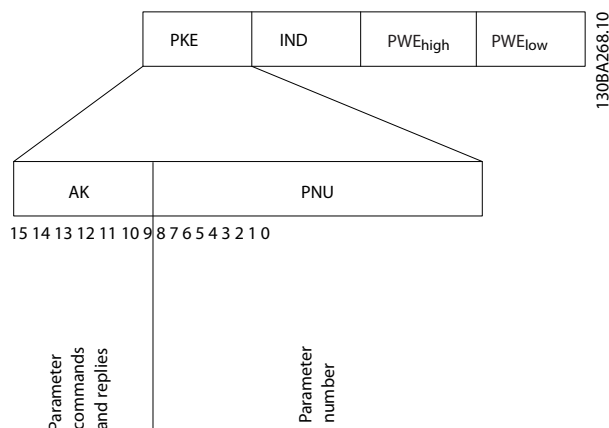 PKE IND PWEhigh PWElow
130BA268.10
AK PNU
15 14 13 12 11 10 9 8 7 6 5 4 3 2 1 0
Parameter
commands
and replies
Parameter
number